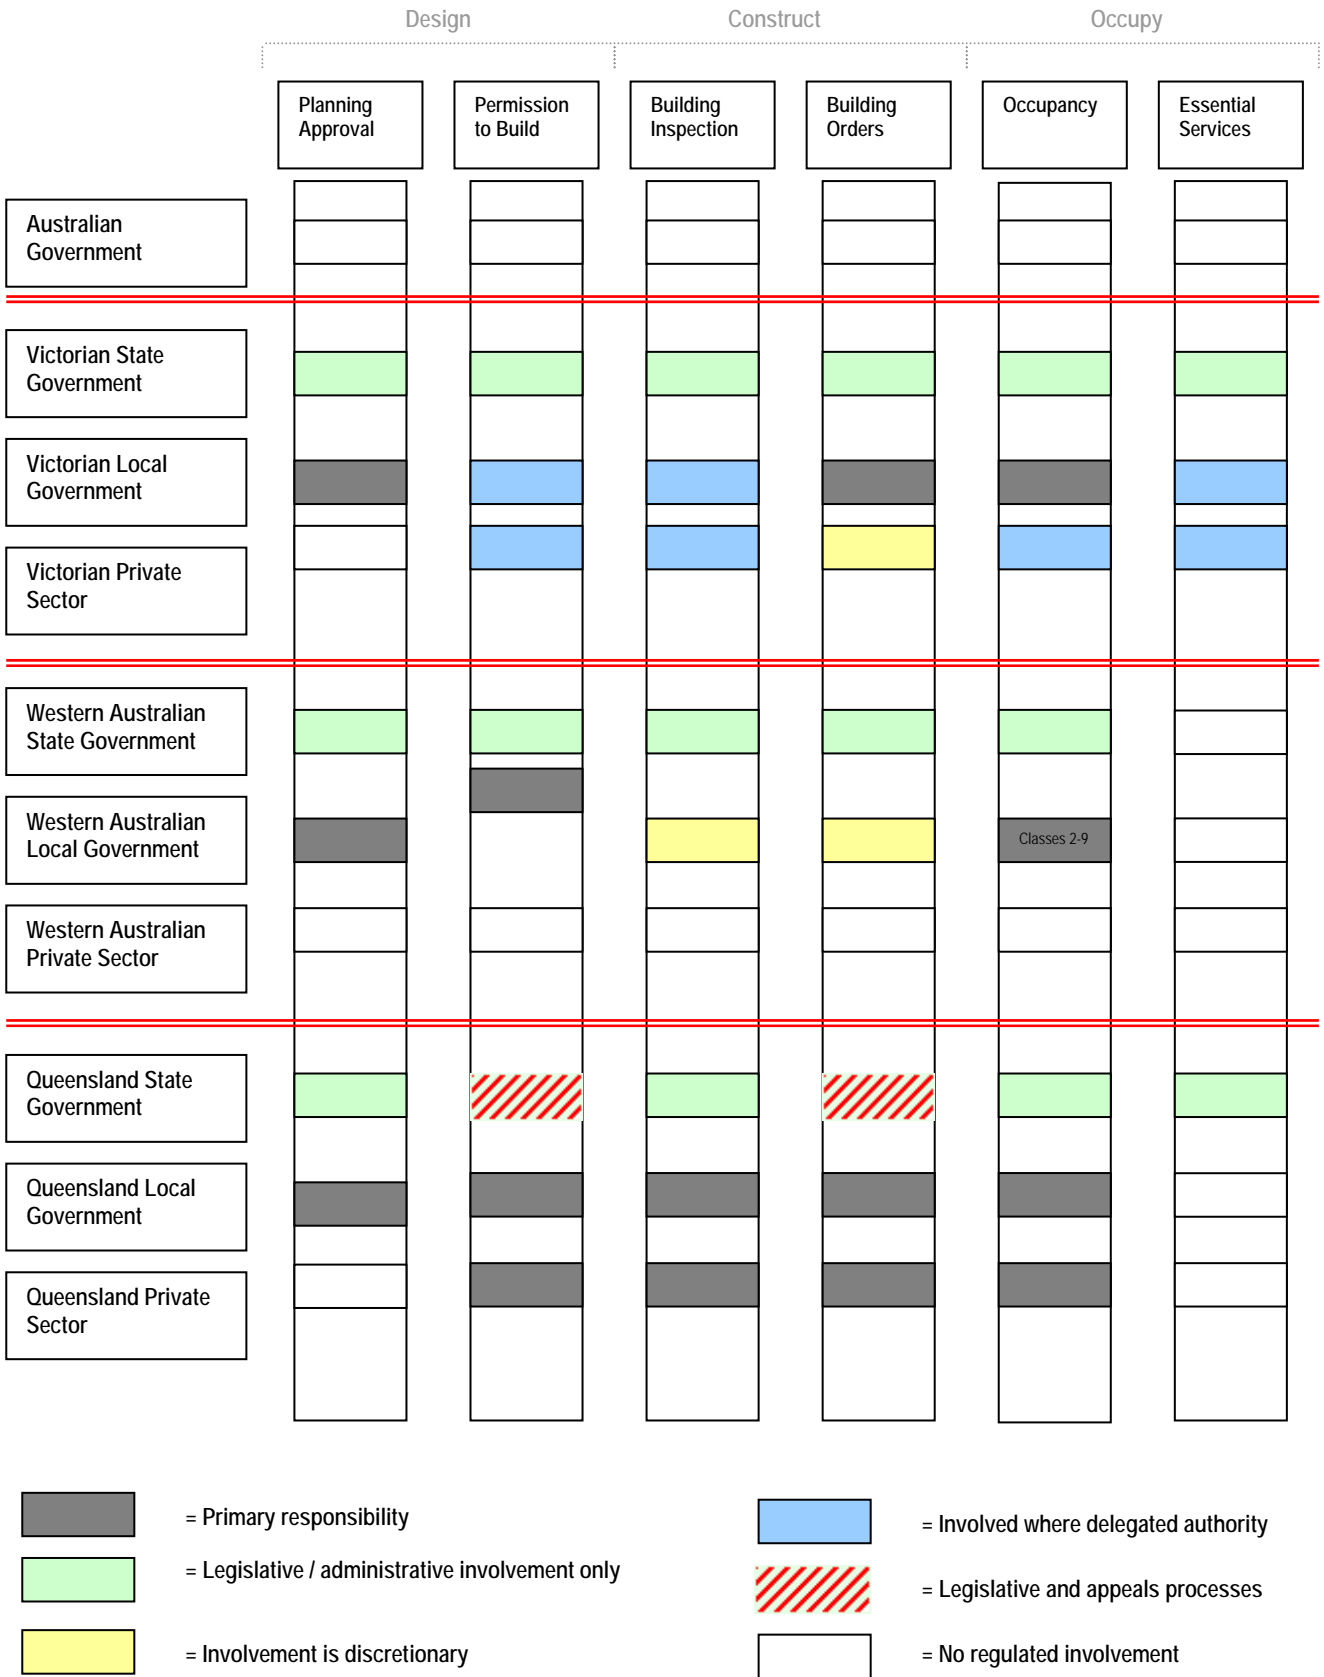 Design
Construct
Occupy
Planning
Approval
Permission
to Build
Building
Inspection
Building
Orders
Occupancy
Essential
Services
Australian
Government
Victorian State
Government
Victorian Local
Government
Victorian Private
Sector
Western Australian
State Government
Western Australian
Local Government
Classes 2-9
Western Australian
Private Sector
Queensland State
Government
Queensland Local
Government
Queensland Private
Sector
= Primary responsibility
= Involved where delegated authority
= Legislative / administrative involvement only
= Legislative and appeals processes
= Involvement is discretionary
= No regulated involvement